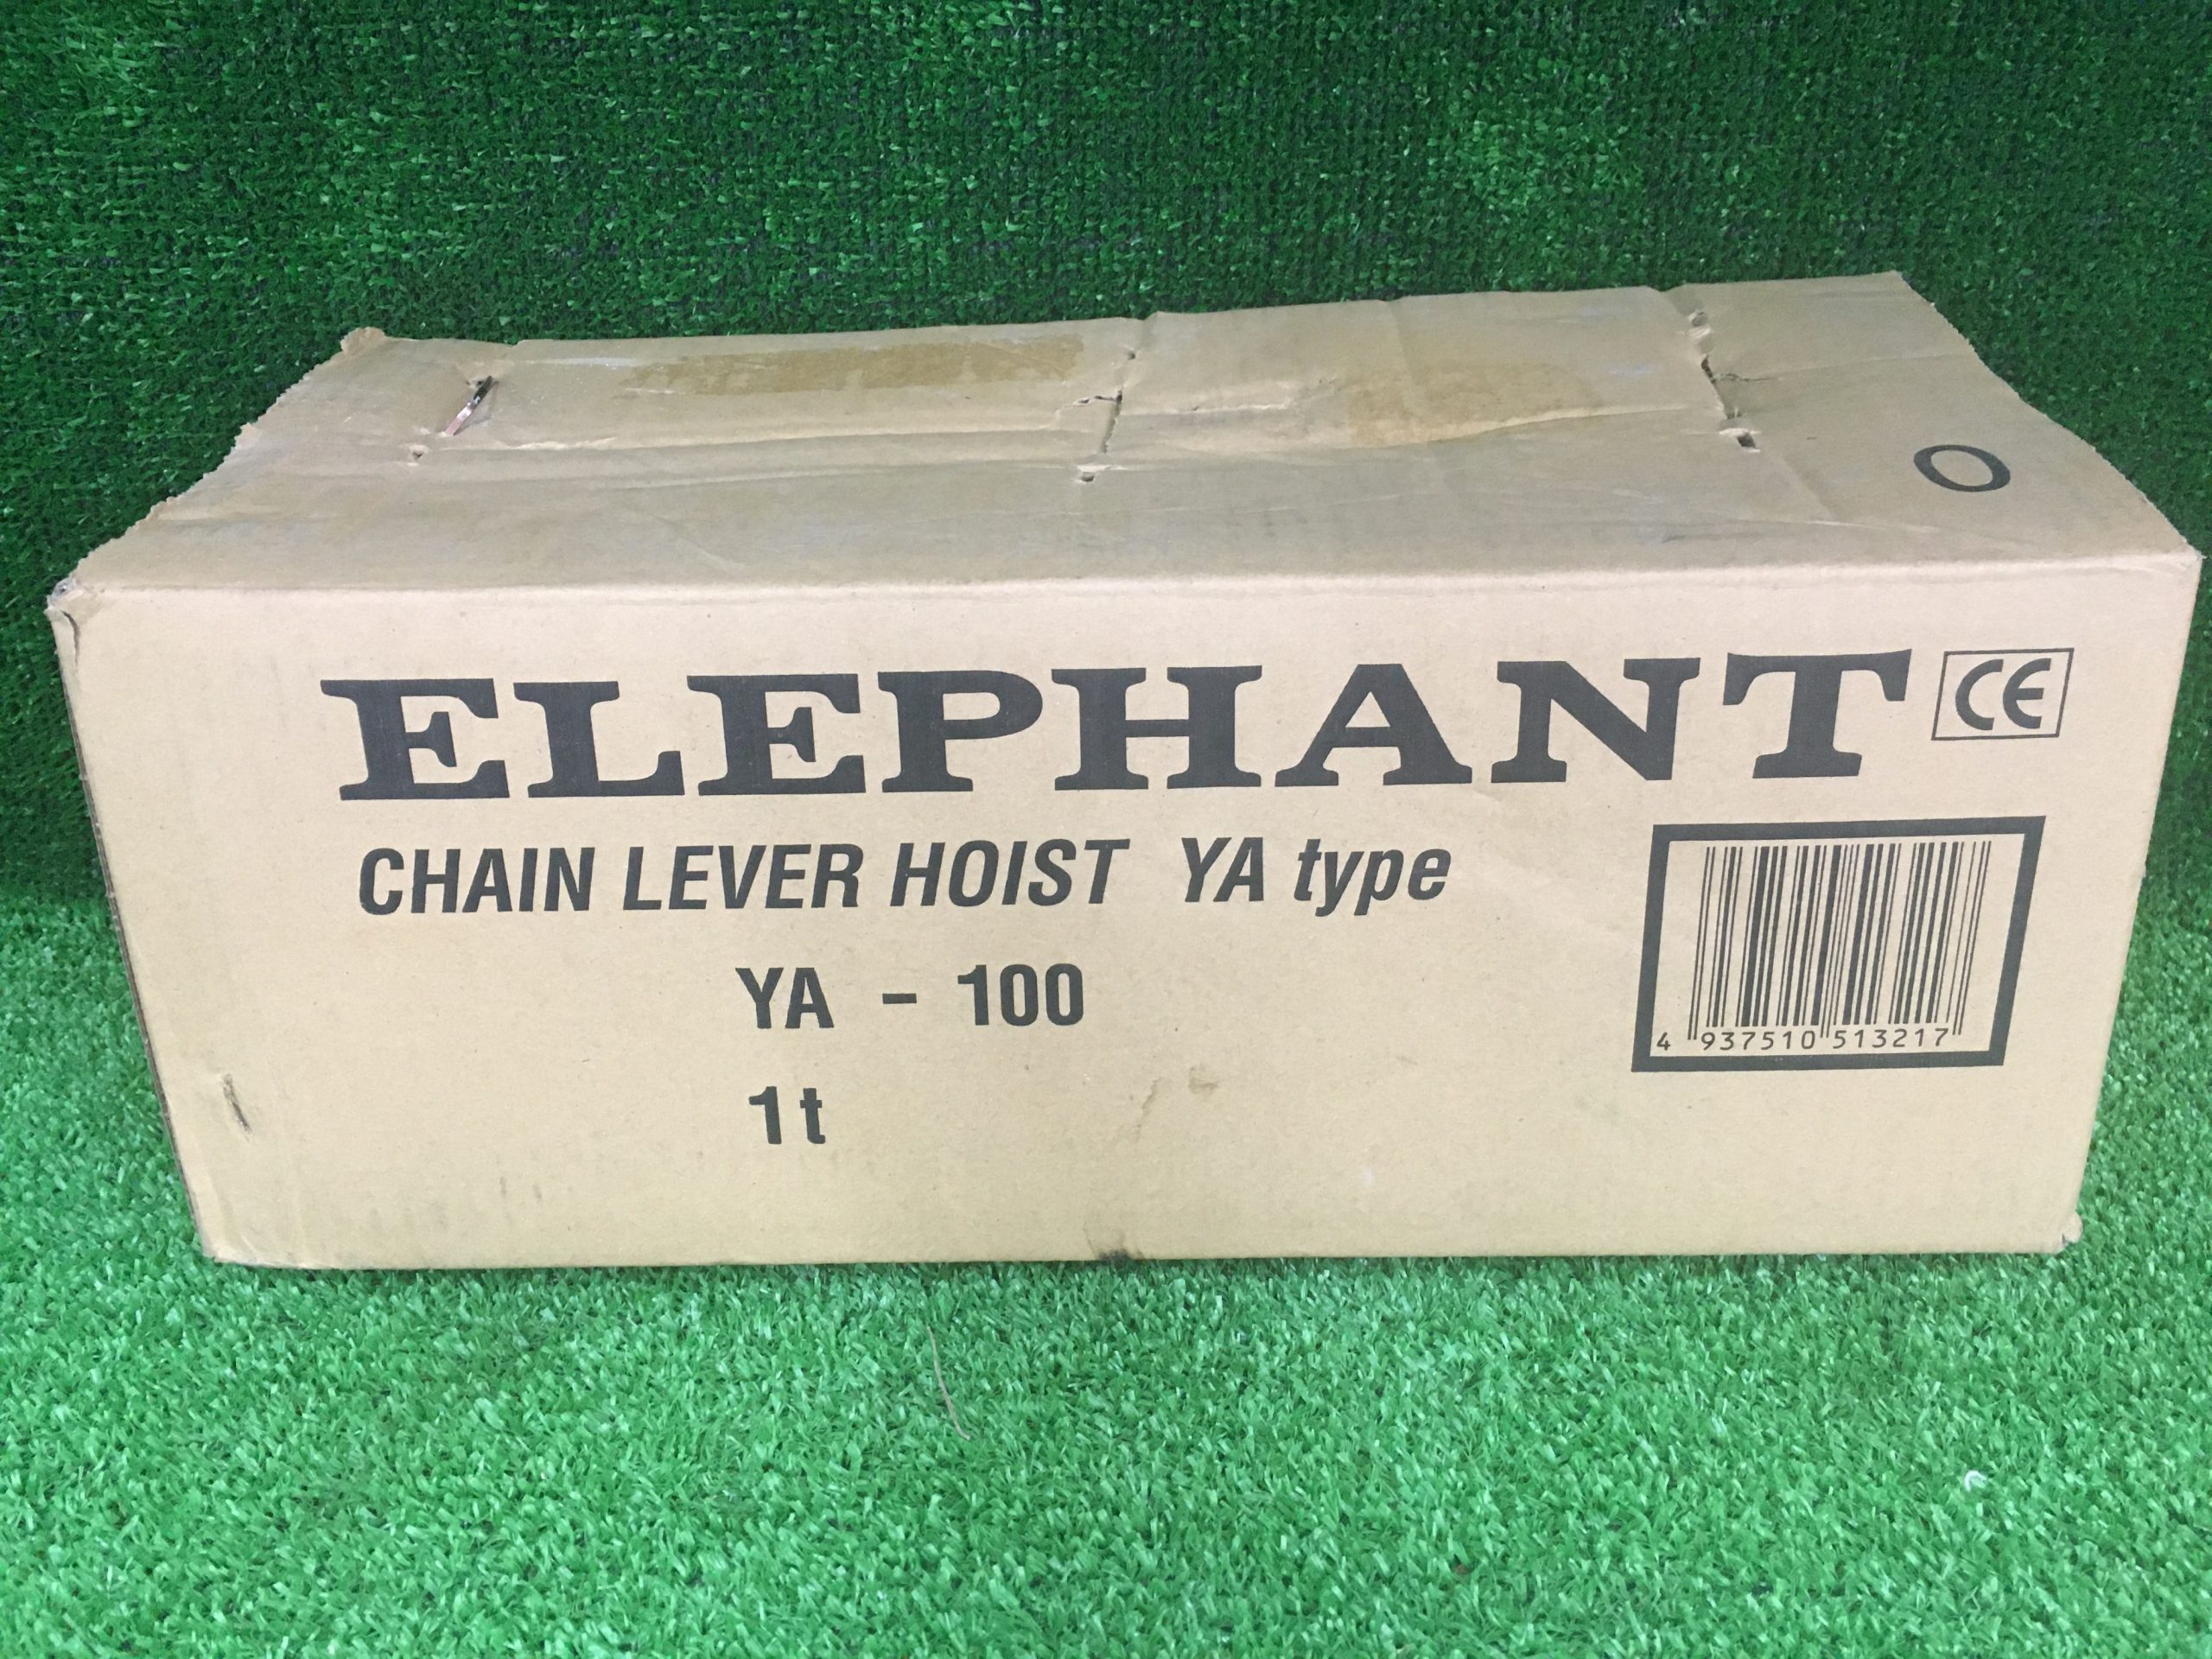 O
ELEPHANT CE
CHAIN LEVER HOIST YA type
YA - 100
1t
4 937510 513217